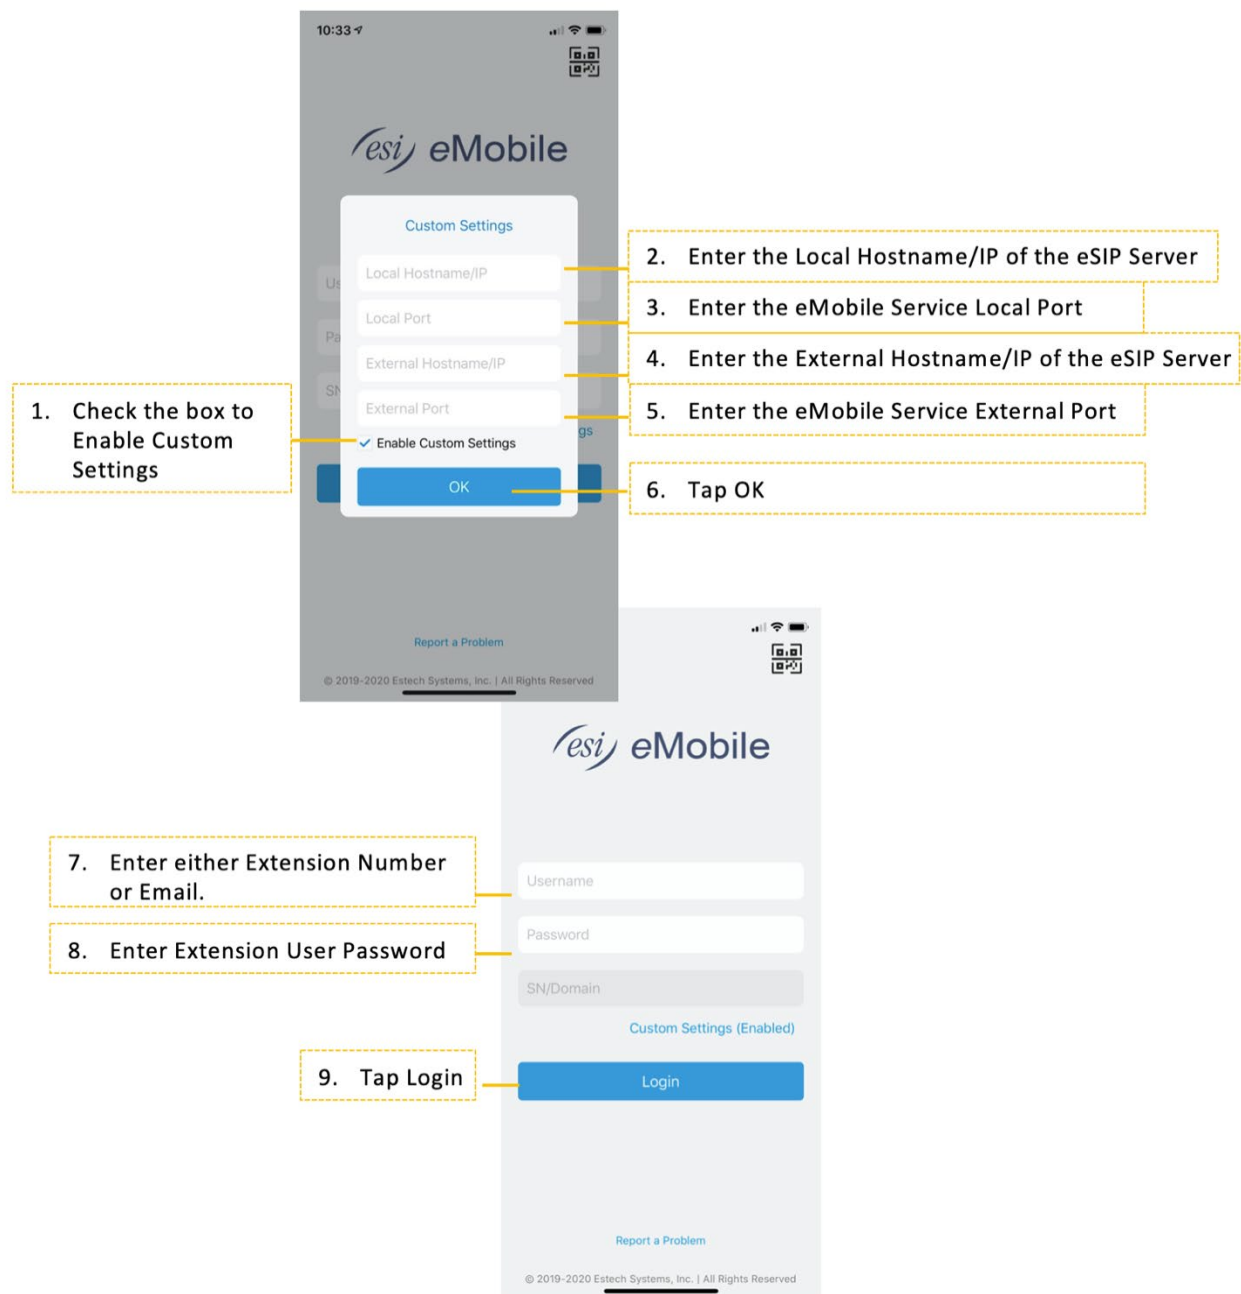 10:33
esi eMobile
Custom Settings
Local Hostname/IP
Us
Local Port
Pa
External Hostname/IP
SN
External Port
gs
Enable Custom Settings
OK
Report a Problem
© 2019-2020 Estech Systems, Inc. | All Rights Reserved
1. Check the box to
Enable Custom
Settings
2. Enter the Local Hostname/IP of the eSIP Server
3. Enter the eMobile Service Local Port
4. Enter the External Hostname/IP of the eSIP Server
5. Enter the eMobile Service External Port
6. Tap OK
esi eMobile
7. Enter either Extension Number
or Email.
Username
8. Enter Extension User Password
Password
SN/Domain
Custom Settings (Enabled)
9. Tap Login
Login
Report a Problem
© 2019-2020 Estech Systems, Inc. | All Rights Reserved